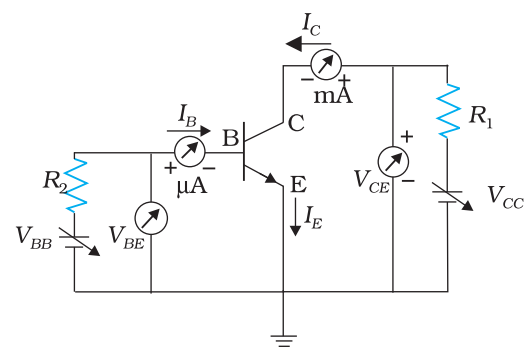 I_C
− +
mA
C
I_B
B
+ −
μA
R_2
V_BB
V_BE
E
I_E
+
V_CE
−
R_1
V_CC